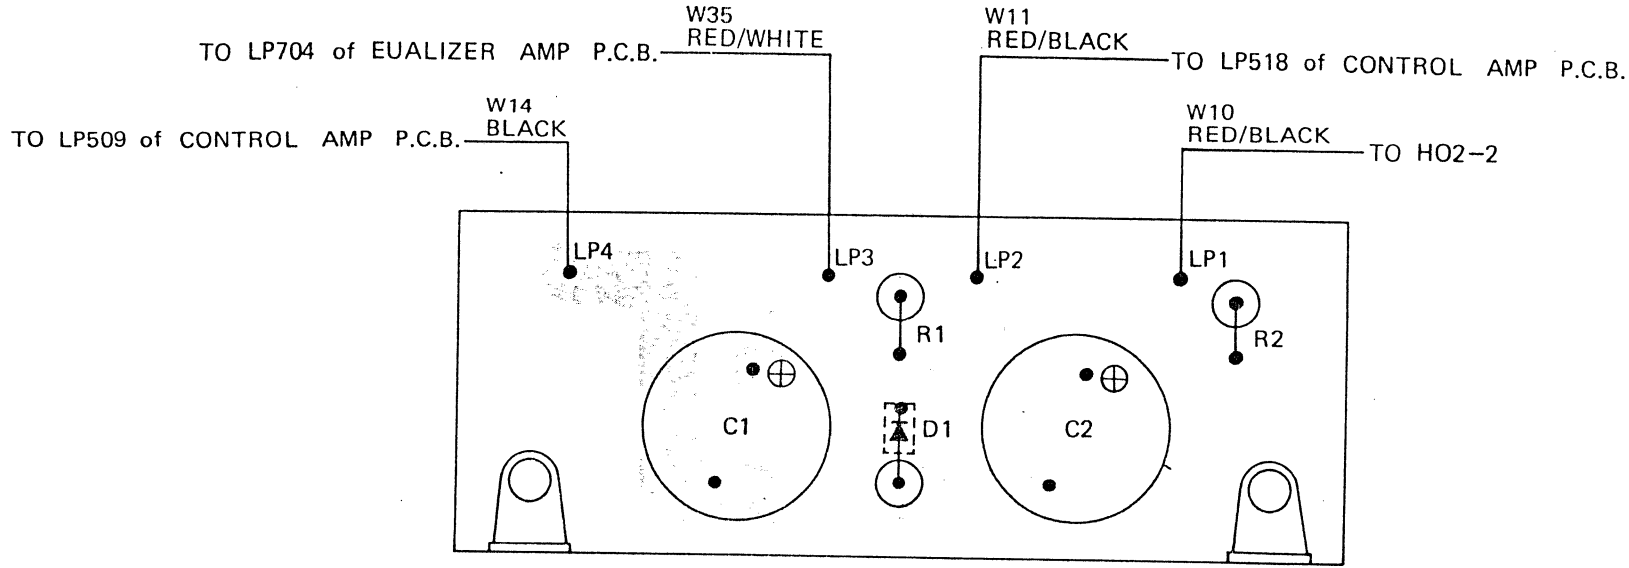 W35
RED/WHITE
TO LP704 of EUALIZER AMP P.C.B.
W11
RED/BLACK
TO LP518 of CONTROL AMP P.C.B.
W14
BLACK
TO LP509 of CONTROL AMP P.C.B.
W10
RED/BLACK
TO HO2-2
LP4
LP3
LP2
LP1
R1
R2
C1
D1
C2